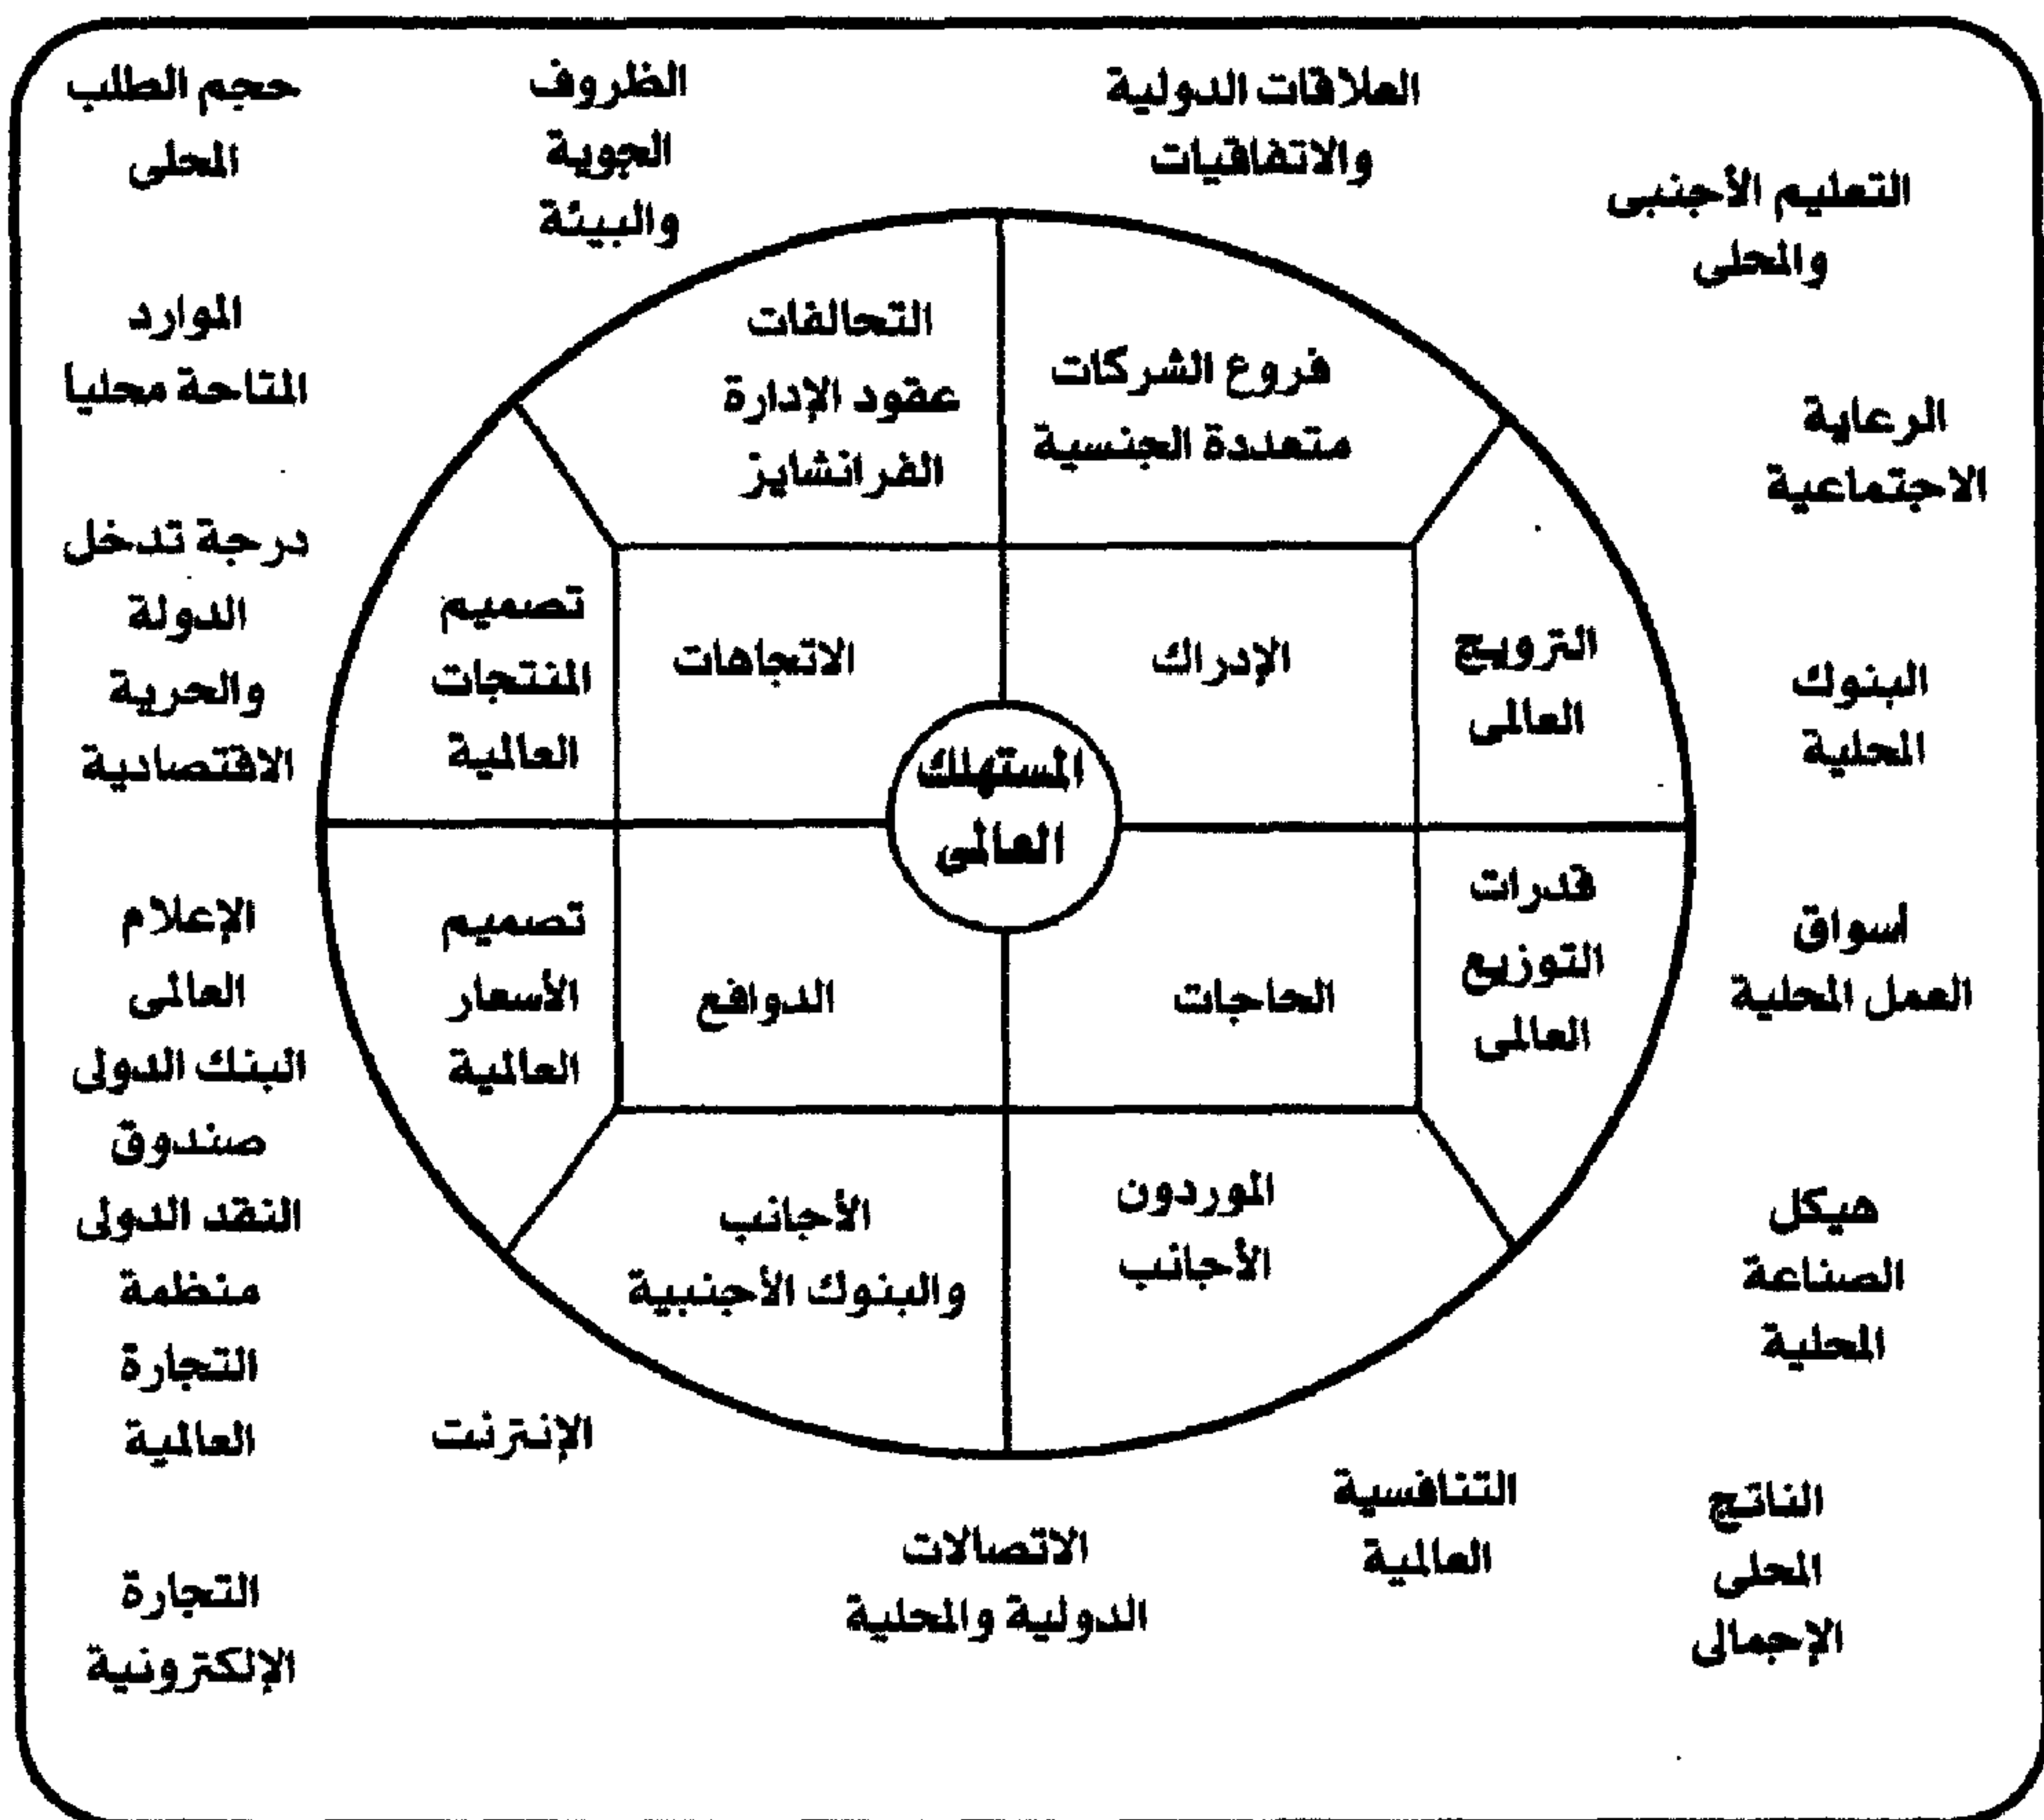 العلاقات الدولية
والاتفاقيات
الظروف
الجوية
والبيئة
حجم الطلب
المحلى
التعليم الأجنبى
والمحلى
الرعاية
الاجتماعية
البنوك
المحلية
اسواق
العمل المحلية
هيكل
الصناعة
المحلية
الناتج
المحلى
الإجمالى
التنافسية
العالمية
الاتصالات
الدولية والمحلية
الإنترنت
الموارد
المتاحة محليا
درجة تدخل
الدولة
والحرية
الاقتصادية
الإعلام
العالمى
البنك الدولى
صندوق
النقد الدولى
منظمة
التجارة
العالمية
التجارة
الإلكترونية
فروع الشركات
متعددة الجنسية
التحالفات
عقود الإدارة
الفرانشايز
الترويج
العالمى
قدرات
التوزيع
العالمى
الموردون
الأجانب
الأجانب
والبنوك الأجنبية
تصميم
المنتجات
العالمية
تصميم
الأسعار
العالمية
الإدراك
الاتجاهات
الحاجات
الدوافع
المستهلك
العالمى